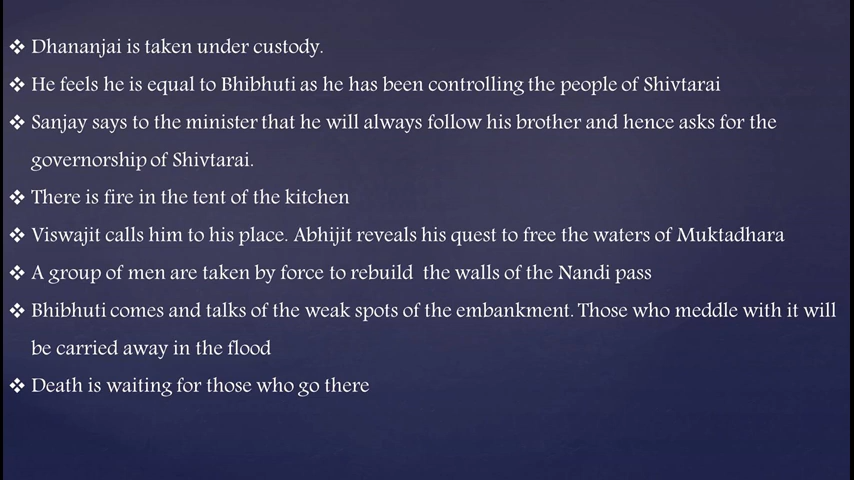 ❖ Dhananjai is taken under custody.
❖ He feels he is equal to Bhibhuti as he has been controlling the people of Shivtarai
❖ Sanjay says to the minister that he will always follow his brother and hence asks for the
governorship of Shivtarai.
❖ There is fire in the tent of the kitchen
❖ Viswajit calls him to his place. Abhijit reveals his quest to free the waters of Muktadhara
❖ A group of men are taken by force to rebuild  the walls of the Nandi pass
❖ Bhibhuti comes and talks of the weak spots of the embankment. Those who meddle with it will
be carried away in the flood
❖ Death is waiting for those who go there